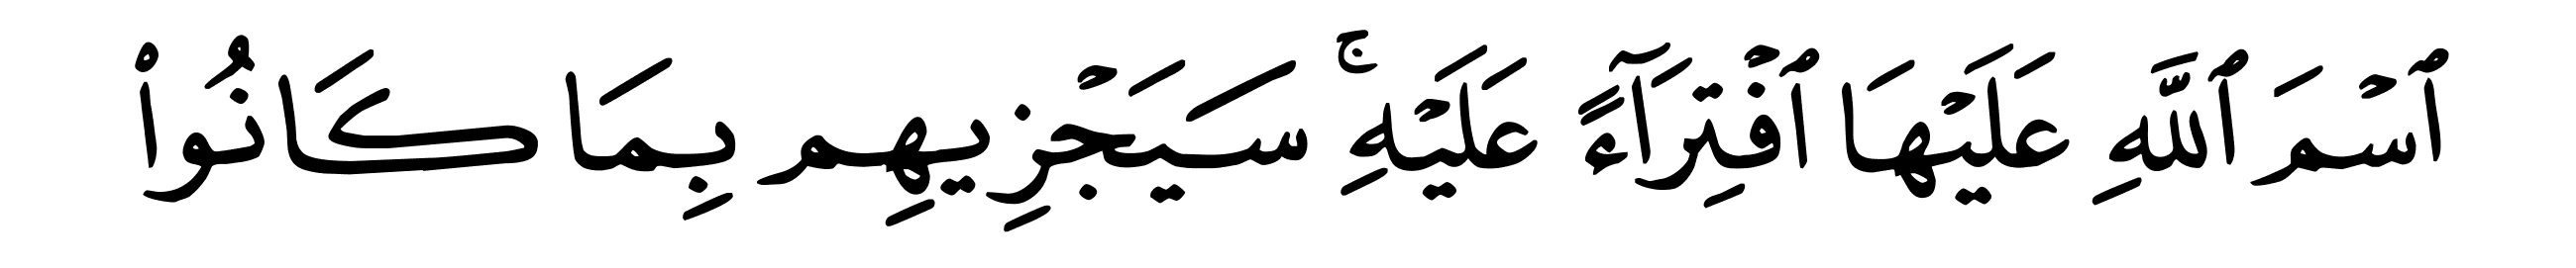 ٱسْمَ ٱللَّهِ عَلَيْهَا ٱفْتِرَآءً عَلَيْهِۚ سَيَجْزِيهِم بِمَا كَانُوا۟